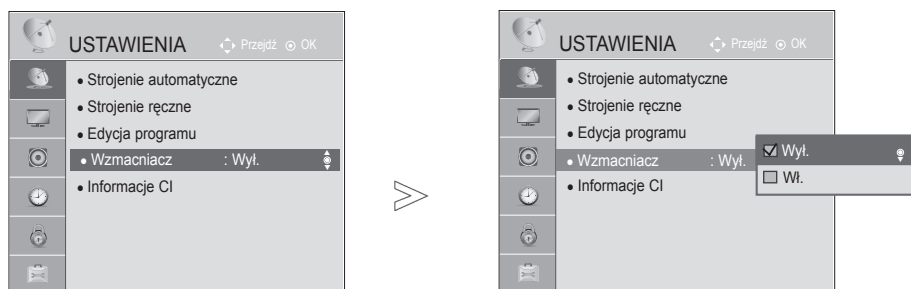 USTAWIENIA Przejdź OK
• Strojenie automatyczne
• Strojenie ręczne
• Edycja programu
• Wzmacniacz : Wył.
• Informacje CI
USTAWIENIA Przejdź OK
• Strojenie automatyczne
• Strojenie ręczne
• Edycja programu
• Wzmacniacz : Wył.
• Informacje CI
Wył.
Wł.